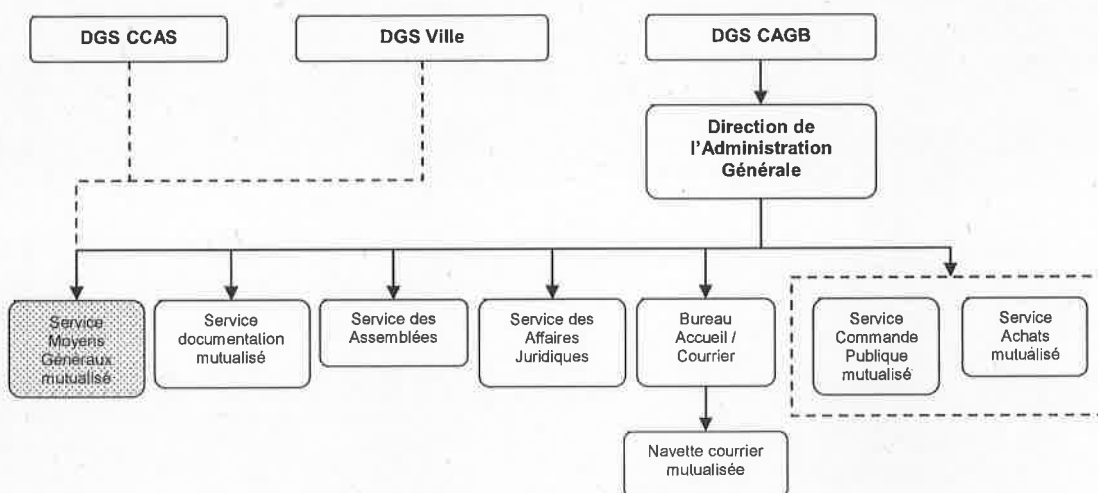 DGS CCAS
DGS Ville
DGS CAGB
Direction de
l'Administration
Générale
Service
Moyens
Généraux
mutualisé
Service
documentation
mutualisé
Service des
Assemblées
Service des
Affaires
Juridiques
Bureau
Accueil /
Courrier
Service
Commande
Publique
mutualisé
Service
Achats
mutualisé
Navette courrier
mutualisée